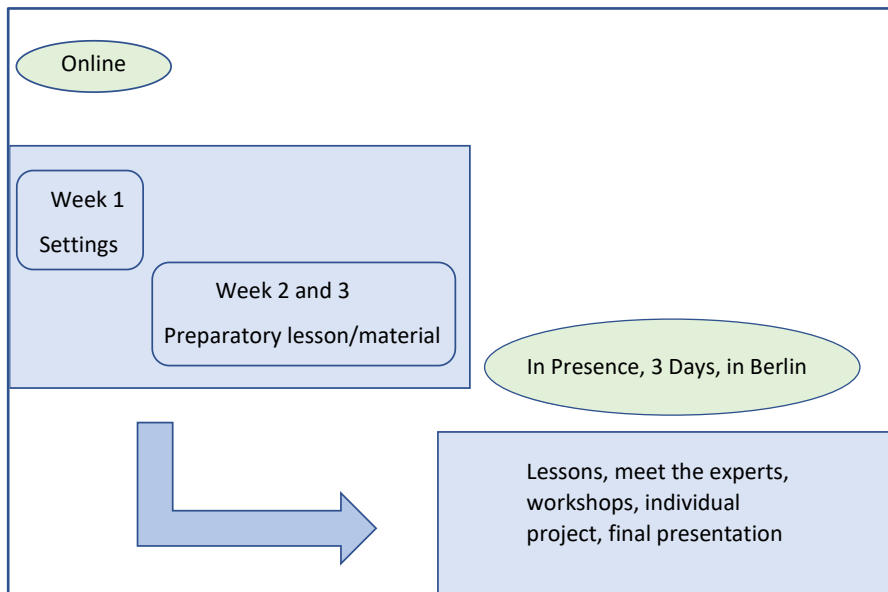 Online
Week 1
Settings
Week 2 and 3
Preparatory lesson/material
In Presence, 3 Days, in Berlin
Lessons, meet the experts,
workshops, individual
project, final presentation